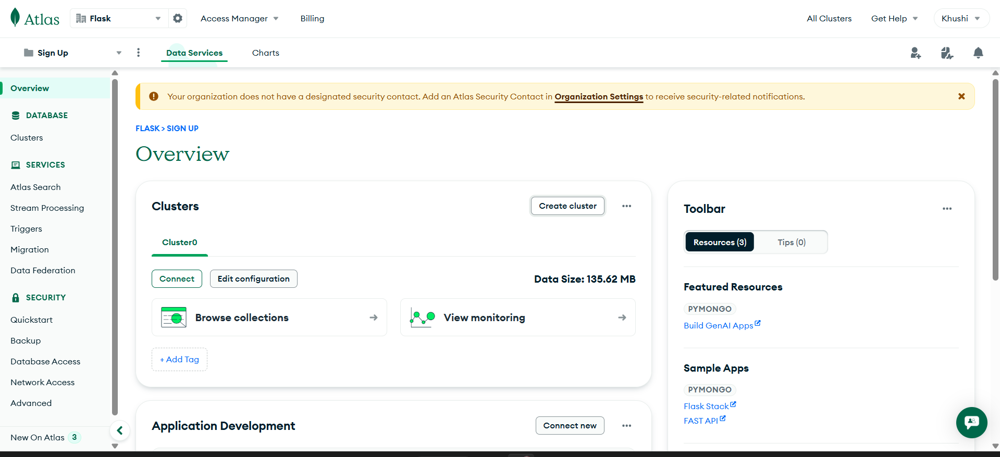 Atlas
Flask
Access Manager
Billing
All Clusters
Get Help
Khushi
Sign Up
Data Services
Charts
Overview
DATABASE
Clusters
SERVICES
Atlas Search
Stream Processing
Triggers
Migration
Data Federation
SECURITY
Quickstart
Backup
Database Access
Network Access
Advanced
New On Atlas 3
Your organization does not have a designated security contact. Add an Atlas Security Contact in Organization Settings to receive security-related notifications.
FLASK > SIGN UP
Overview
Clusters
Create cluster
Cluster0
Connect
Edit configuration
Data Size: 135.62 MB
Browse collections
View monitoring
+ Add Tag
Application Development
Connect new
Toolbar
Resources (3)
Tips (0)
Featured Resources
PYMONGO
Build GenAI Apps
Sample Apps
PYMONGO
Flask Stack
FAST API